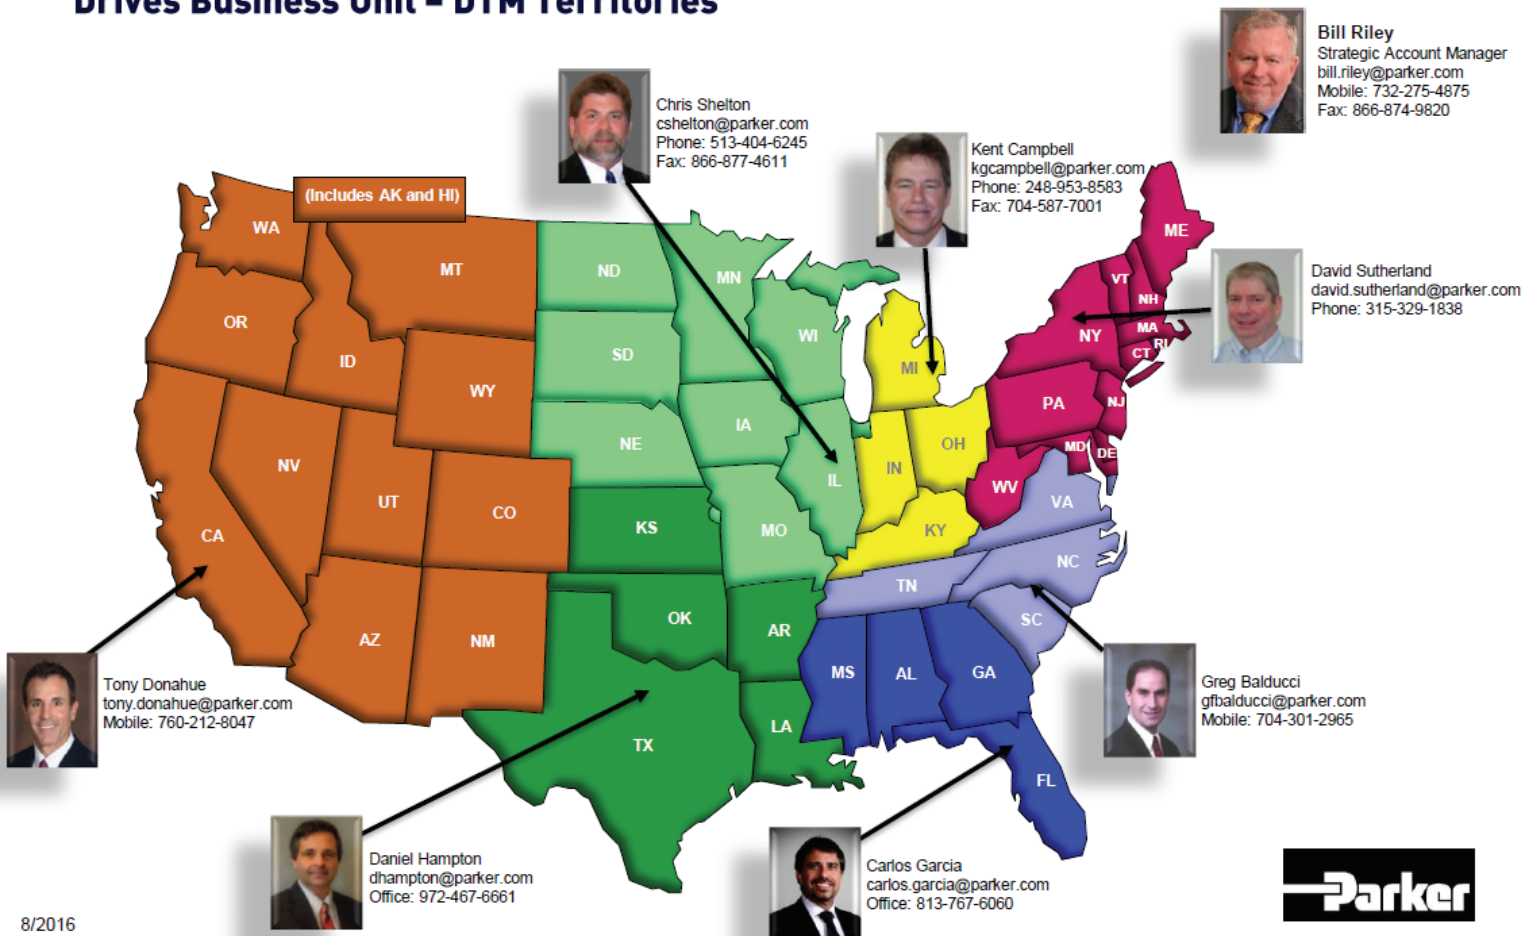 Drives Business Unit – DTM Territories
Bill Riley
Strategic Account Manager
bill.riley@parker.com
Mobile: 732-275-4875
Fax: 866-874-9820
Chris Shelton
cshelton@parker.com
Phone: 513-404-6245
Fax: 866-877-4611
Kent Campbell
kgcampbell@parker.com
Phone: 248-953-8583
Fax: 704-587-7001
(Includes AK and HI)
David Sutherland
david.sutherland@parker.com
Phone: 315-329-1838
WA
MT
ND
MN
ME
VT
NH
OR
ID
SD
WI
MI
NY
MA
RI
CT
WY
IA
PA
NJ
NE
OH
MD
DE
NV
IN
IL
WV
UT
CO
VA
CA
KS
MO
KY
NC
TN
AZ
NM
OK
AR
SC
MS
AL
GA
TX
LA
FL
Tony Donahue
tony.donahue@parker.com
Mobile: 760-212-8047
Greg Balducci
gfbalducci@parker.com
Mobile: 704-301-2965
Daniel Hampton
dhampton@parker.com
Office: 972-467-6661
Carlos Garcia
carlos.garcia@parker.com
Office: 813-767-6060
8/2016
Parker